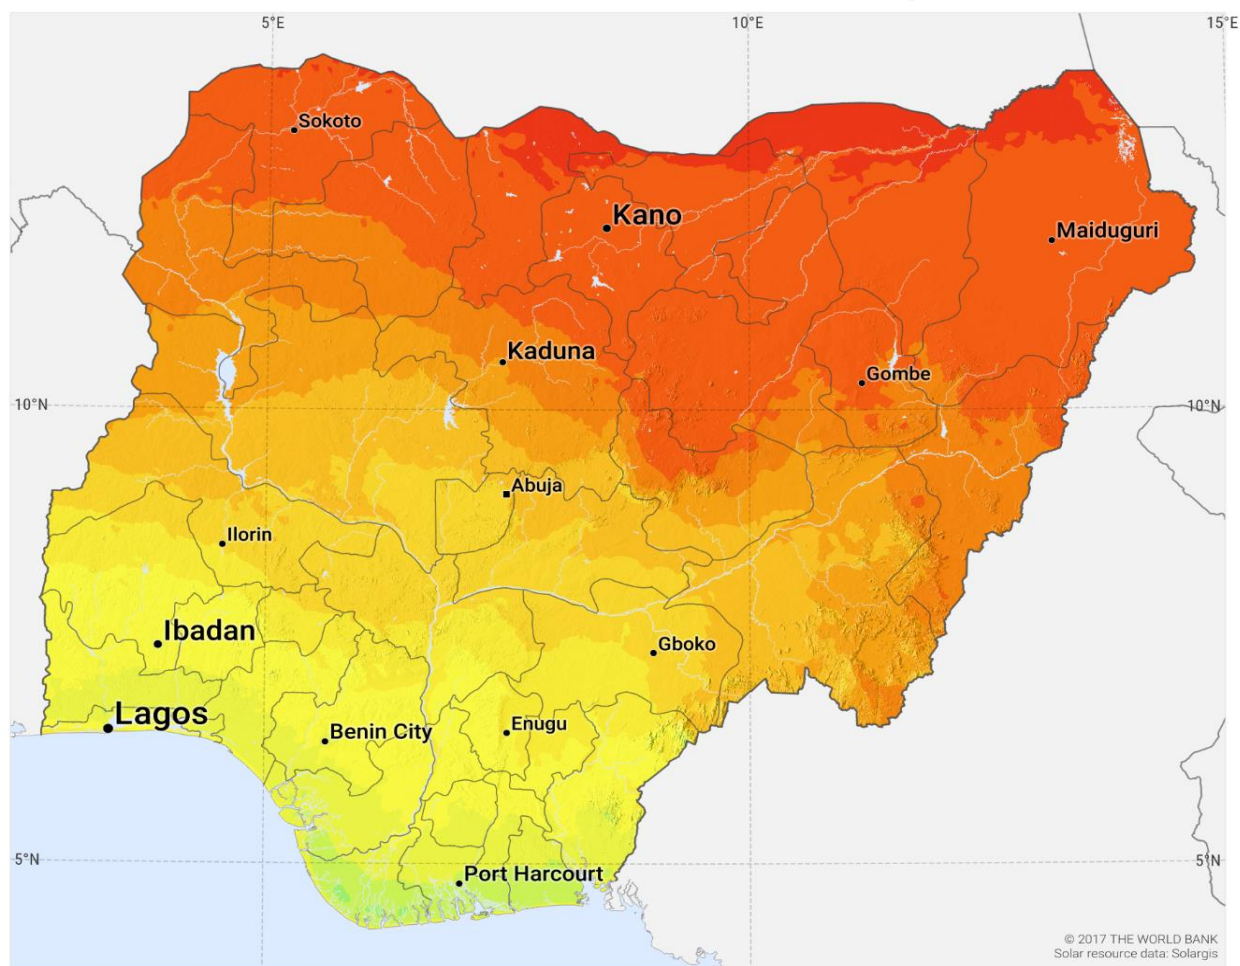 5°E 10°E 15°E
Sokoto
Kano
Maiduguri
Kaduna
Gombe
10°N 10°N
Abuja
Ilorin
Ibadan
Gboko
Lagos
Benin City
Enugu
5°N 5°N
Port Harcourt
© 2017 THE WORLD BANK
Solar resource data: Solargis